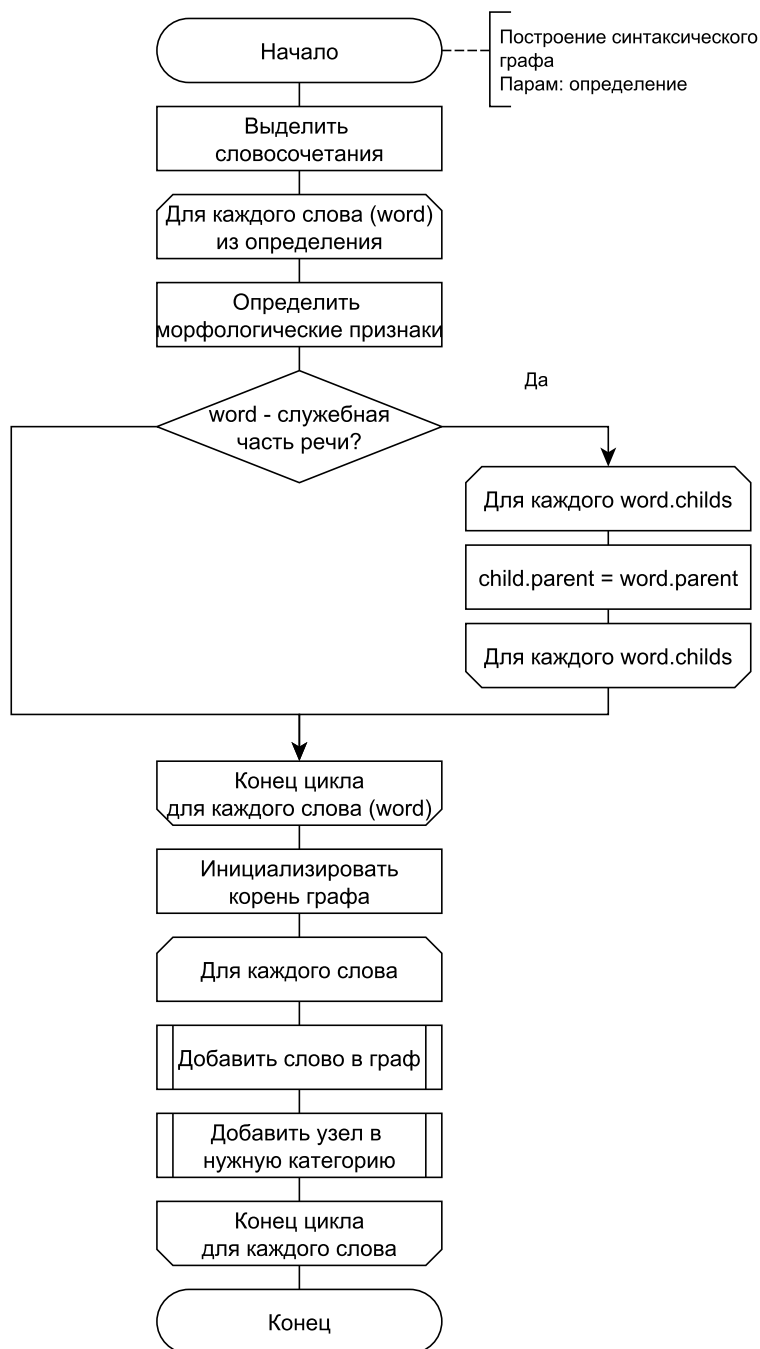 Начало
Построение синтаксического
графа
Парам: определение
Выделить
словосочетания
Для каждого слова (word)
из определения
Определить
морфологические признаки
Да
word - служебная
часть речи?
Для каждого word.childs
child.parent = word.parent
Для каждого word.childs
Конец цикла
для каждого слова (word)
Инициализировать
корень графа
Для каждого слова
Добавить слово в граф
Добавить узел в
нужную категорию
Конец цикла
для каждого слова
Конец